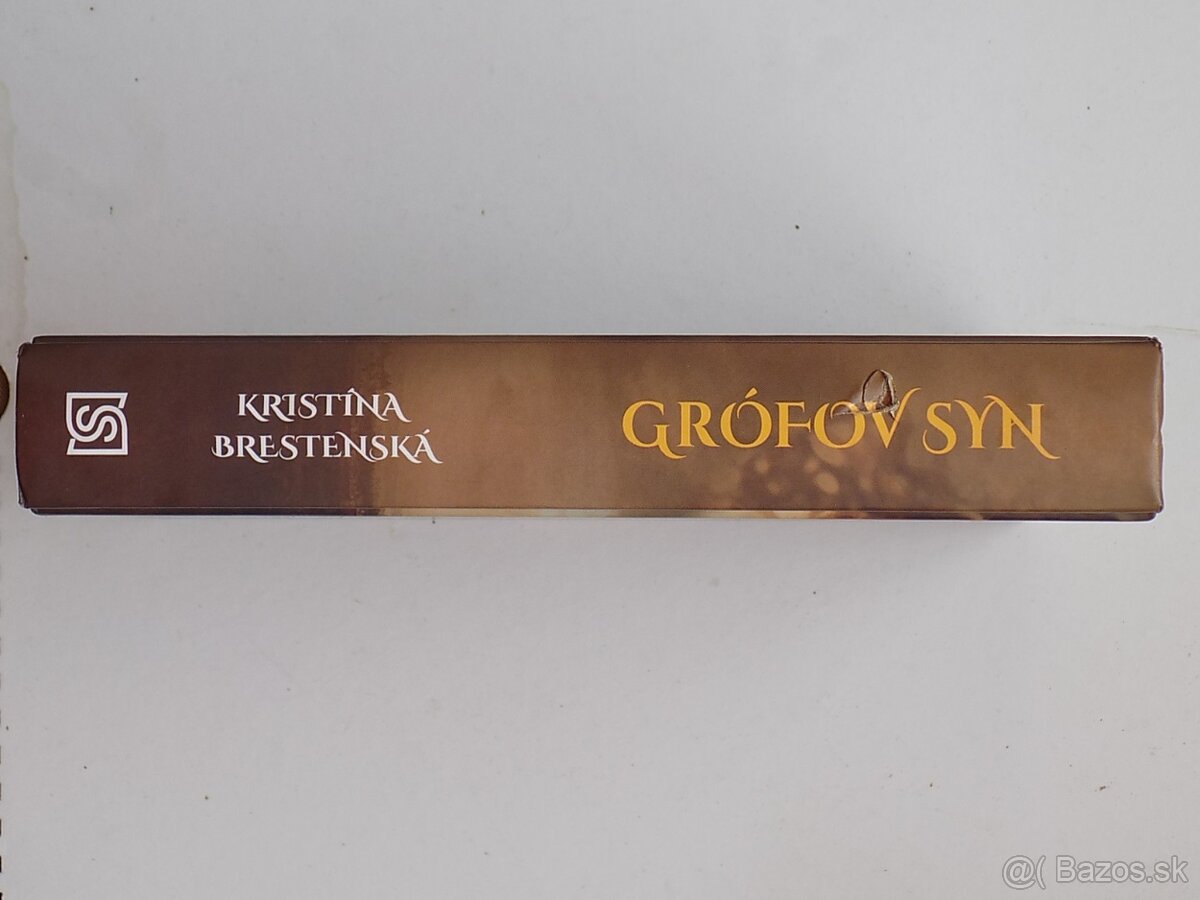 KRISTÍNA
BRESTENSKÁ
GRÓFOV SYN
@( Bazos.sk